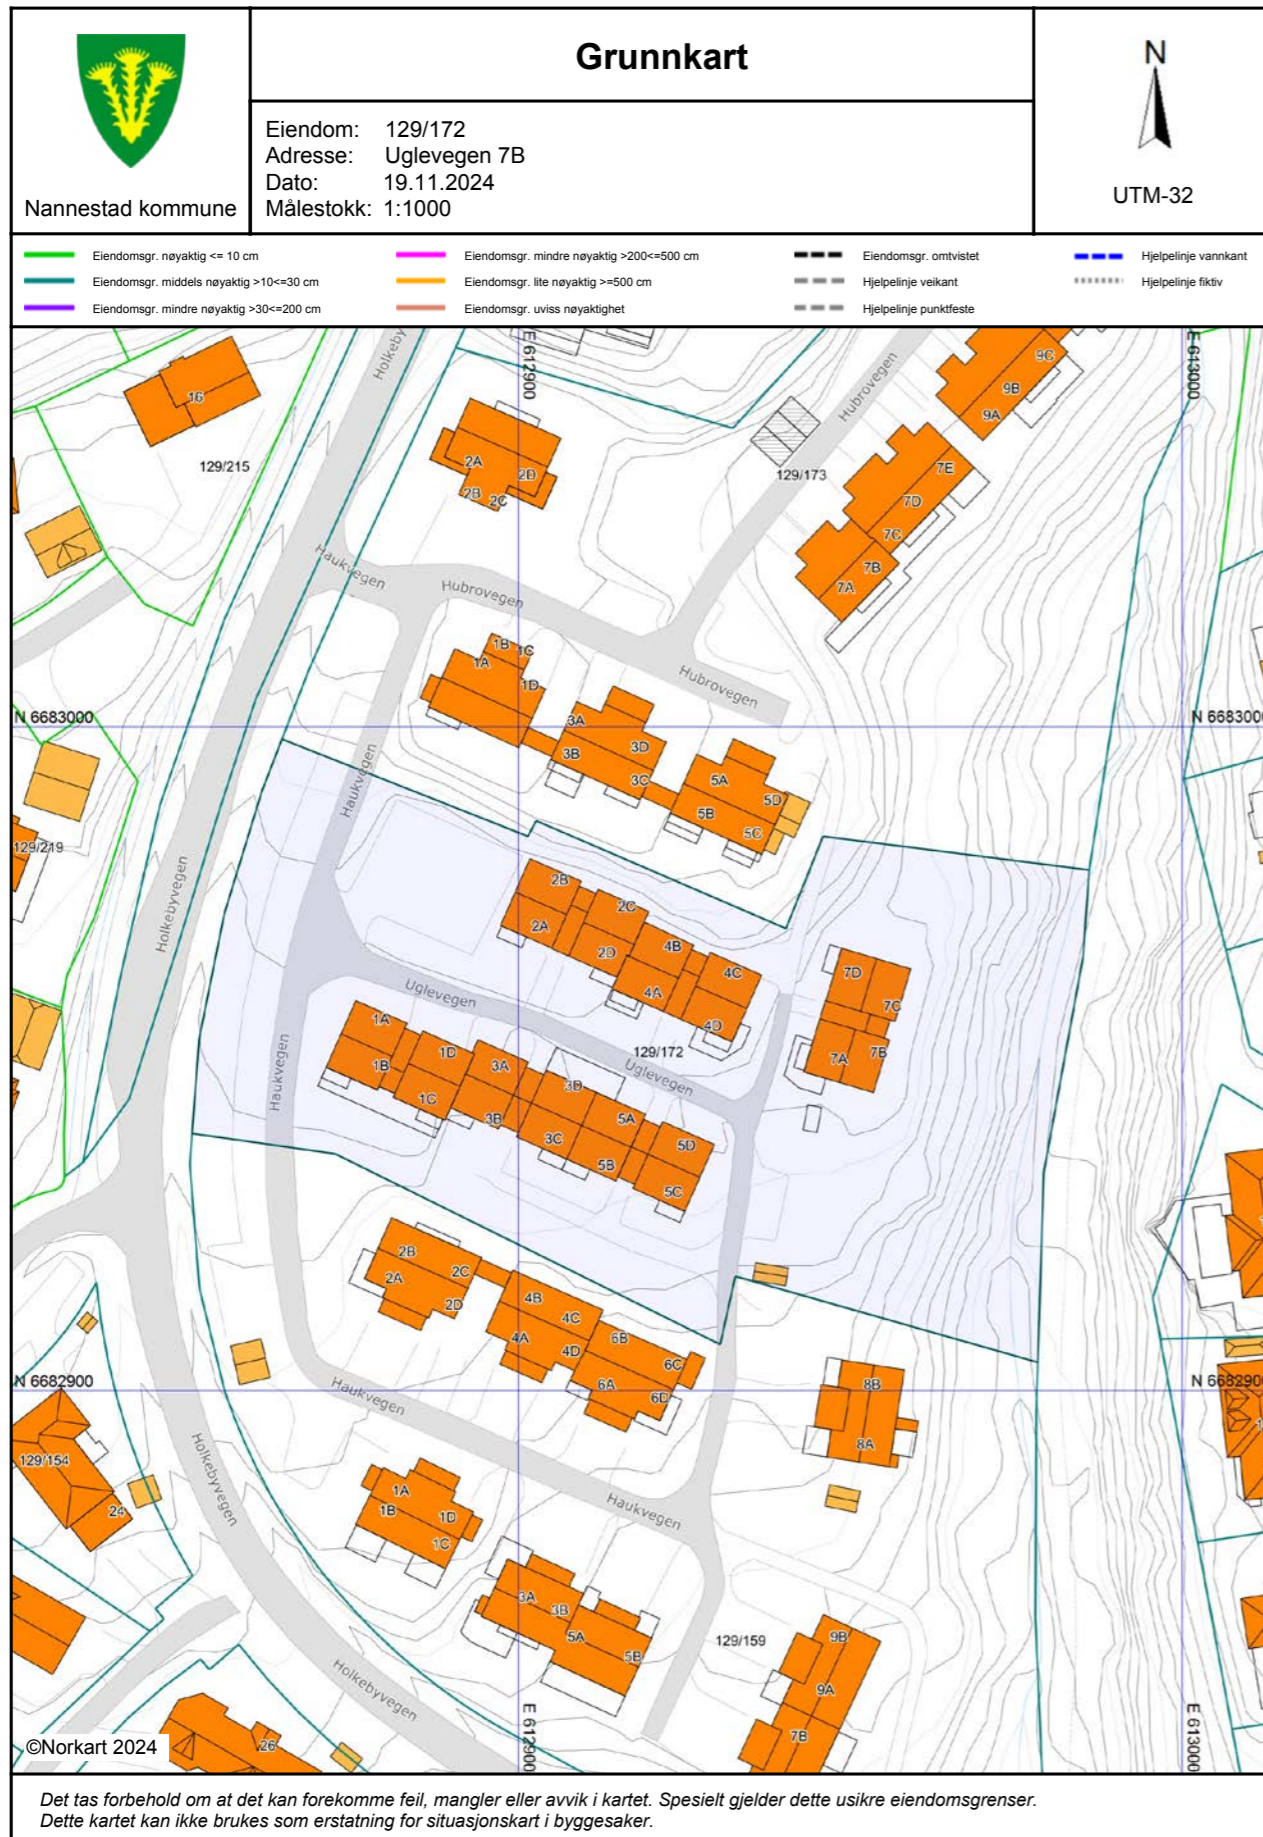 Grunnkart
Nannestad kommune
Eiendom: 129/172
Adresse: Uglevegen 7B
Dato: 19.11.2024
Målestokk: 1:1000
N
UTM-32
Eiendomsgr. nøyaktig <= 10 cm
Eiendomsgr. middels nøyaktig >10<=30 cm
Eiendomsgr. mindre nøyaktig >30<=200 cm
Eiendomsgr. mindre nøyaktig >200<=500 cm
Eiendomsgr. lite nøyaktig >=500 cm
Eiendomsgr. uviss nøyaktighet
Eiendomsgr. omtvistet
Hjelpelinje veikant
Hjelpelinje punktfeste
Hjelpelinje vannkant
Hjelpelinje fiktiv
E 612900
E 613000
Holkeby
Hubrovegen
16
129/215
2A
2B
2C
2D
129/173
9C
9B
9A
7E
7D
7C
7B
7A
Haukvegen
Hubrovegen
Hubrovegen
1B
1C
1A
1D
3A
3B
3D
3C
5A
5B
5D
5C
N 6683000
N 6683000
Haukvegen
129/219
Holkebyvegen
2B
2A
2C
2D
4B
4A
4C
4D
7D
7C
7A
7B
Uglevegen
129/172
Uglevegen
Haukvegen
1A
1B
1D
1C
3A
3B
3D
3C
5A
5B
5D
5C
2B
2A
2C
2D
4B
4A
4C
4D
6B
6A
6C
6D
8B
8A
N 6682900
N 6682900
Haukvegen
129/154
24
Holkebyvegen
1A
1B
1D
1C
Haukvegen
3A
3B
5A
5B
129/159
9B
9A
7B
Holkebyvegen
26
E 612900
E 613000
©Norkart 2024
Det tas forbehold om at det kan forekomme feil, mangler eller avvik i kartet. Spesielt gjelder dette usikre eiendomsgrenser.
Dette kartet kan ikke brukes som erstatning for situasjonskart i byggesaker.